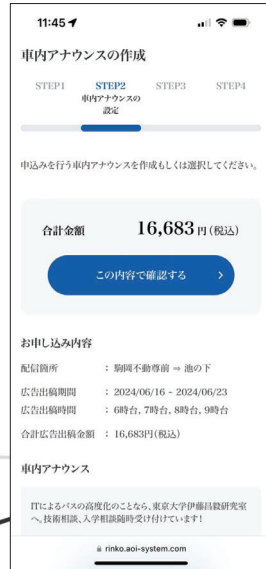 11:45
車内アナウンスの作成
STEP1 STEP2 STEP3 STEP4
車内アナウンスの
設定
申込みを行う車内アナウンスを作成もしくは選択してください。
合計金額 16,683 円(税込)
この内容で確認する
お申し込み内容
配信箇所 : 駒岡不動尊前 ⇒ 池の下
広告出稿期間 : 2024/06/16 - 2024/06/23
広告出稿時間 : 6時台, 7時台, 8時台, 9時台
合計広告出稿金額 : 16,683円(税込)
車内アナウンス
ITによるバスの高度化のことなら、東京大学伊藤昌毅研究室
へ。技術相談、入学相談随時受け付けています!
rinko.aoi-system.com